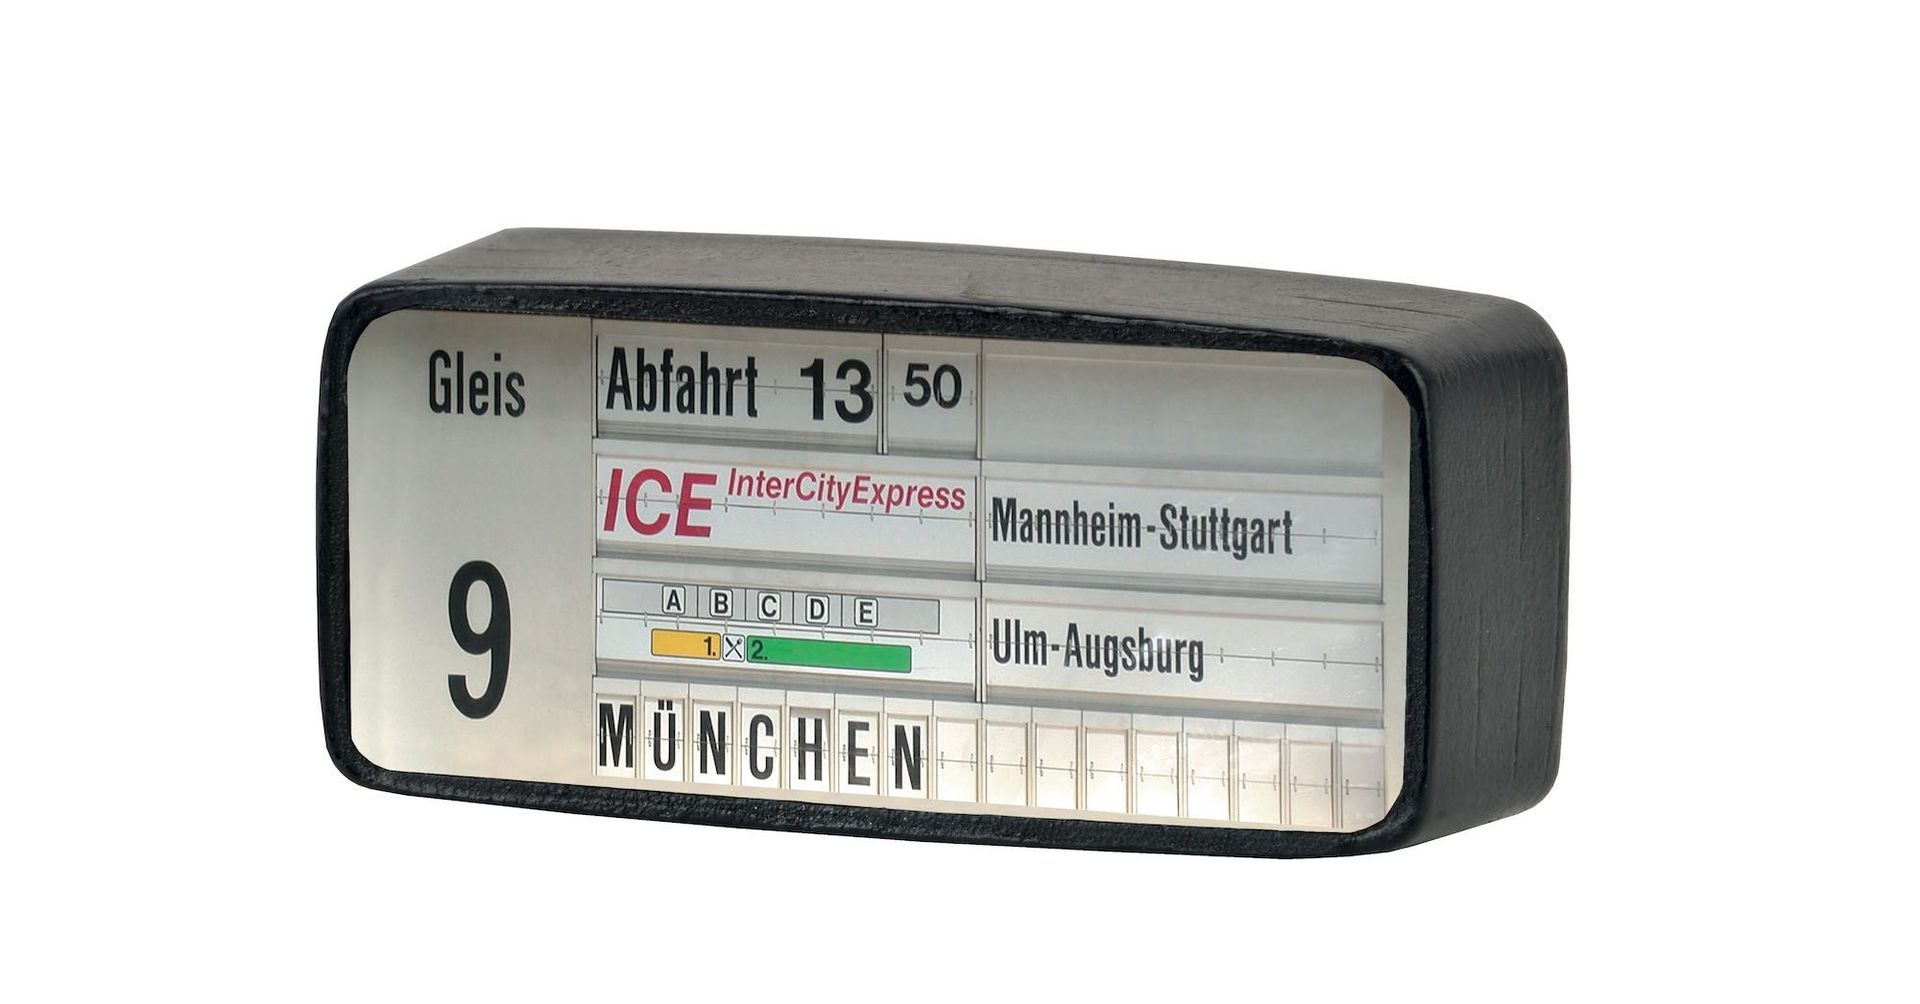 Gleis
9
Abfahrt 13 50
ICE InterCityExpress
Mannheim-Stuttgart
A B C D E
1. 2.
Ulm-Augsburg
MÜNCHEN